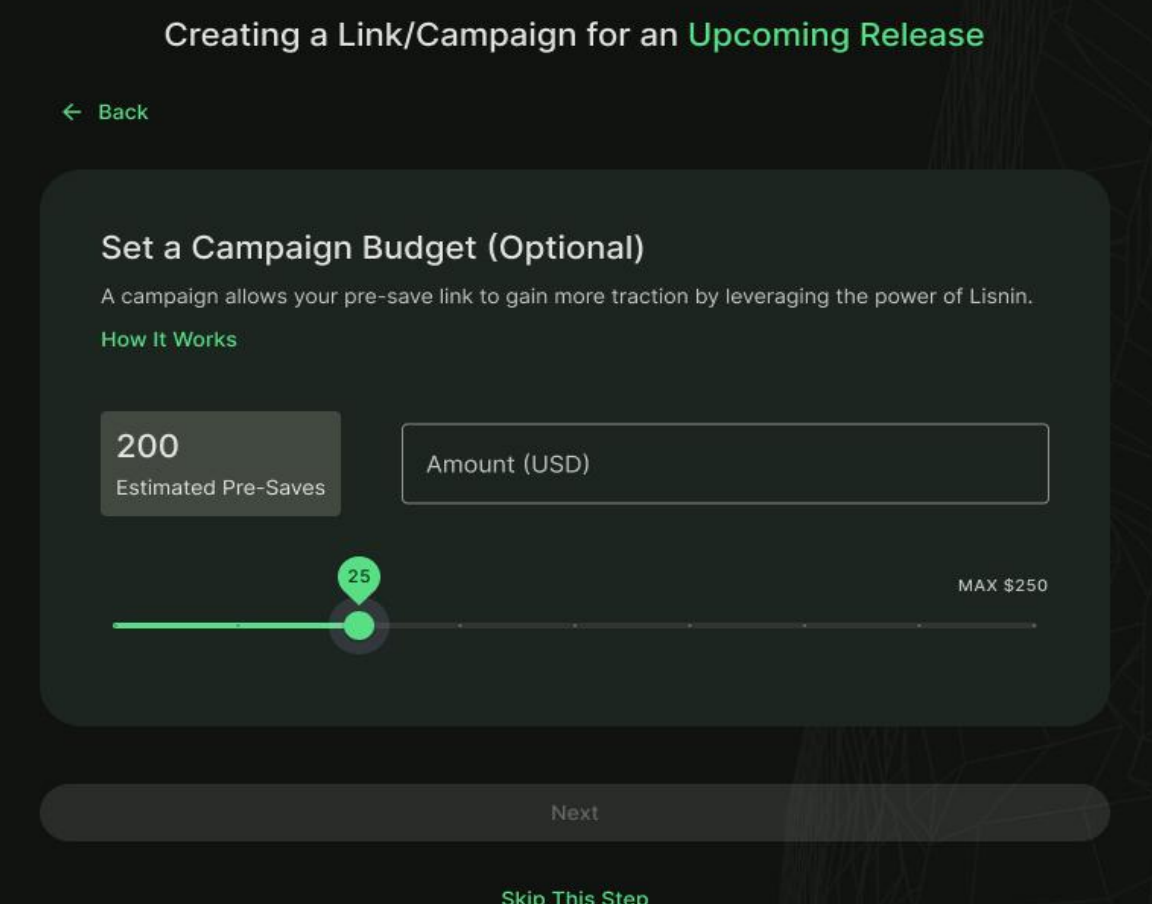 Creating a Link/Campaign for an Upcoming Release
← Back
Set a Campaign Budget (Optional)
A campaign allows your pre-save link to gain more traction by leveraging the power of Lisnin.
How It Works
200
Estimated Pre-Saves
Amount (USD)
25
MAX $250
Next
Skip This Step